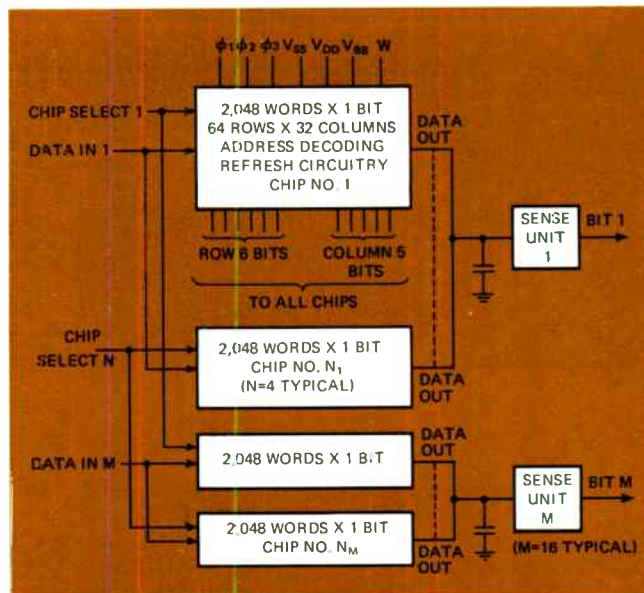 ϕ1 ϕ2 ϕ3 VSS VDD VBB W
CHIP SELECT 1
DATA IN 1
2,048 WORDS X 1 BIT
64 ROWS X 32 COLUMNS
ADDRESS DECODING
REFRESH CIRCUITRY
CHIP NO. 1
DATA
OUT
ROW 6 BITS
COLUMN 5
BITS
TO ALL CHIPS
SENSE
UNIT
1
BIT 1
CHIP
SELECT N
2,048 WORDS X 1 BIT
CHIP NO. N1
(N=4 TYPICAL)
DATA
OUT
DATA IN M
2,048 WORDS X 1 BIT
DATA
OUT
2,048 WORDS X 1 BIT
CHIP NO. NM
DATA
OUT
SENSE
UNIT
M
BIT M
(M=16 TYPICAL)